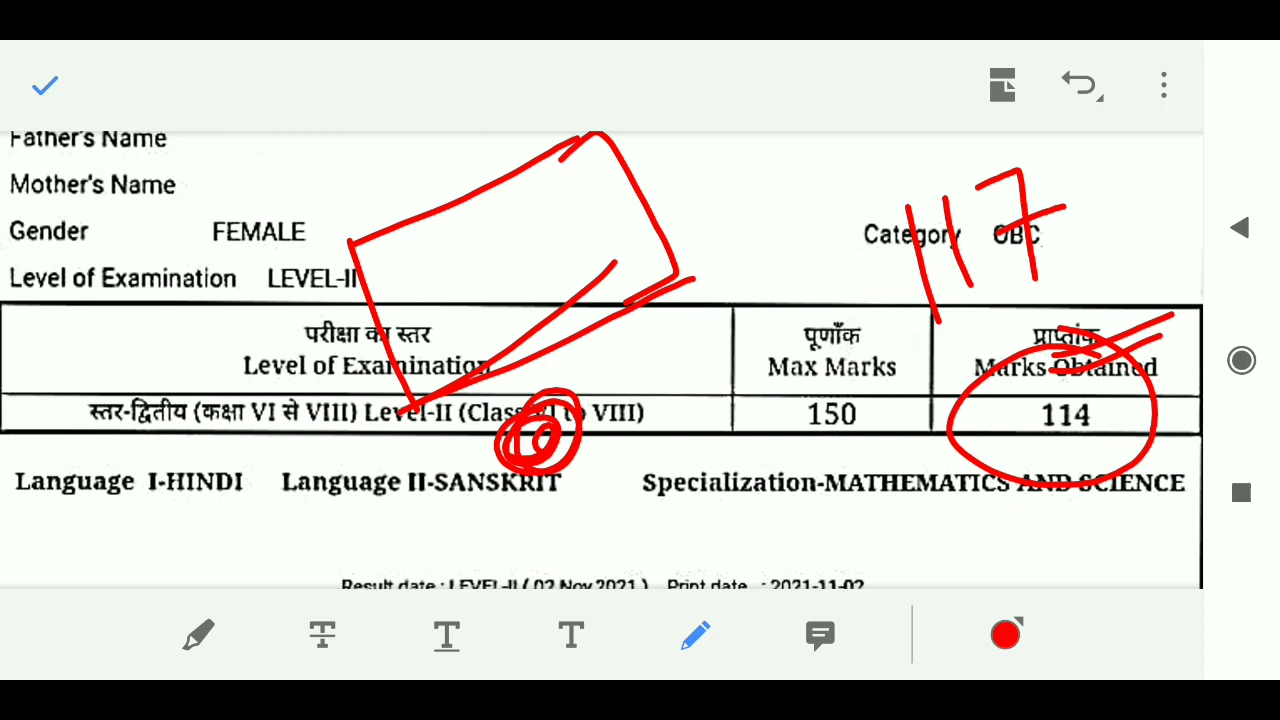 Father's Name
Mother's Name
117
Gender FEMALE Category OBC
Level of Examination LEVEL-II
परीक्षा का स्तर पूर्णाँक प्राप्तांक
Level of Examination Max Marks Marks Obtained
स्तर-द्वितीय (कक्षा VI से VIII) Level-II (Class VI to VIII) 150 114
Language I-HINDI Language II-SANSKRIT Specialization-MATHEMATICS AND SCIENCE
Result date : LEVEL-II ( 02 Nov 2021 ) Print date : 2021-11-02